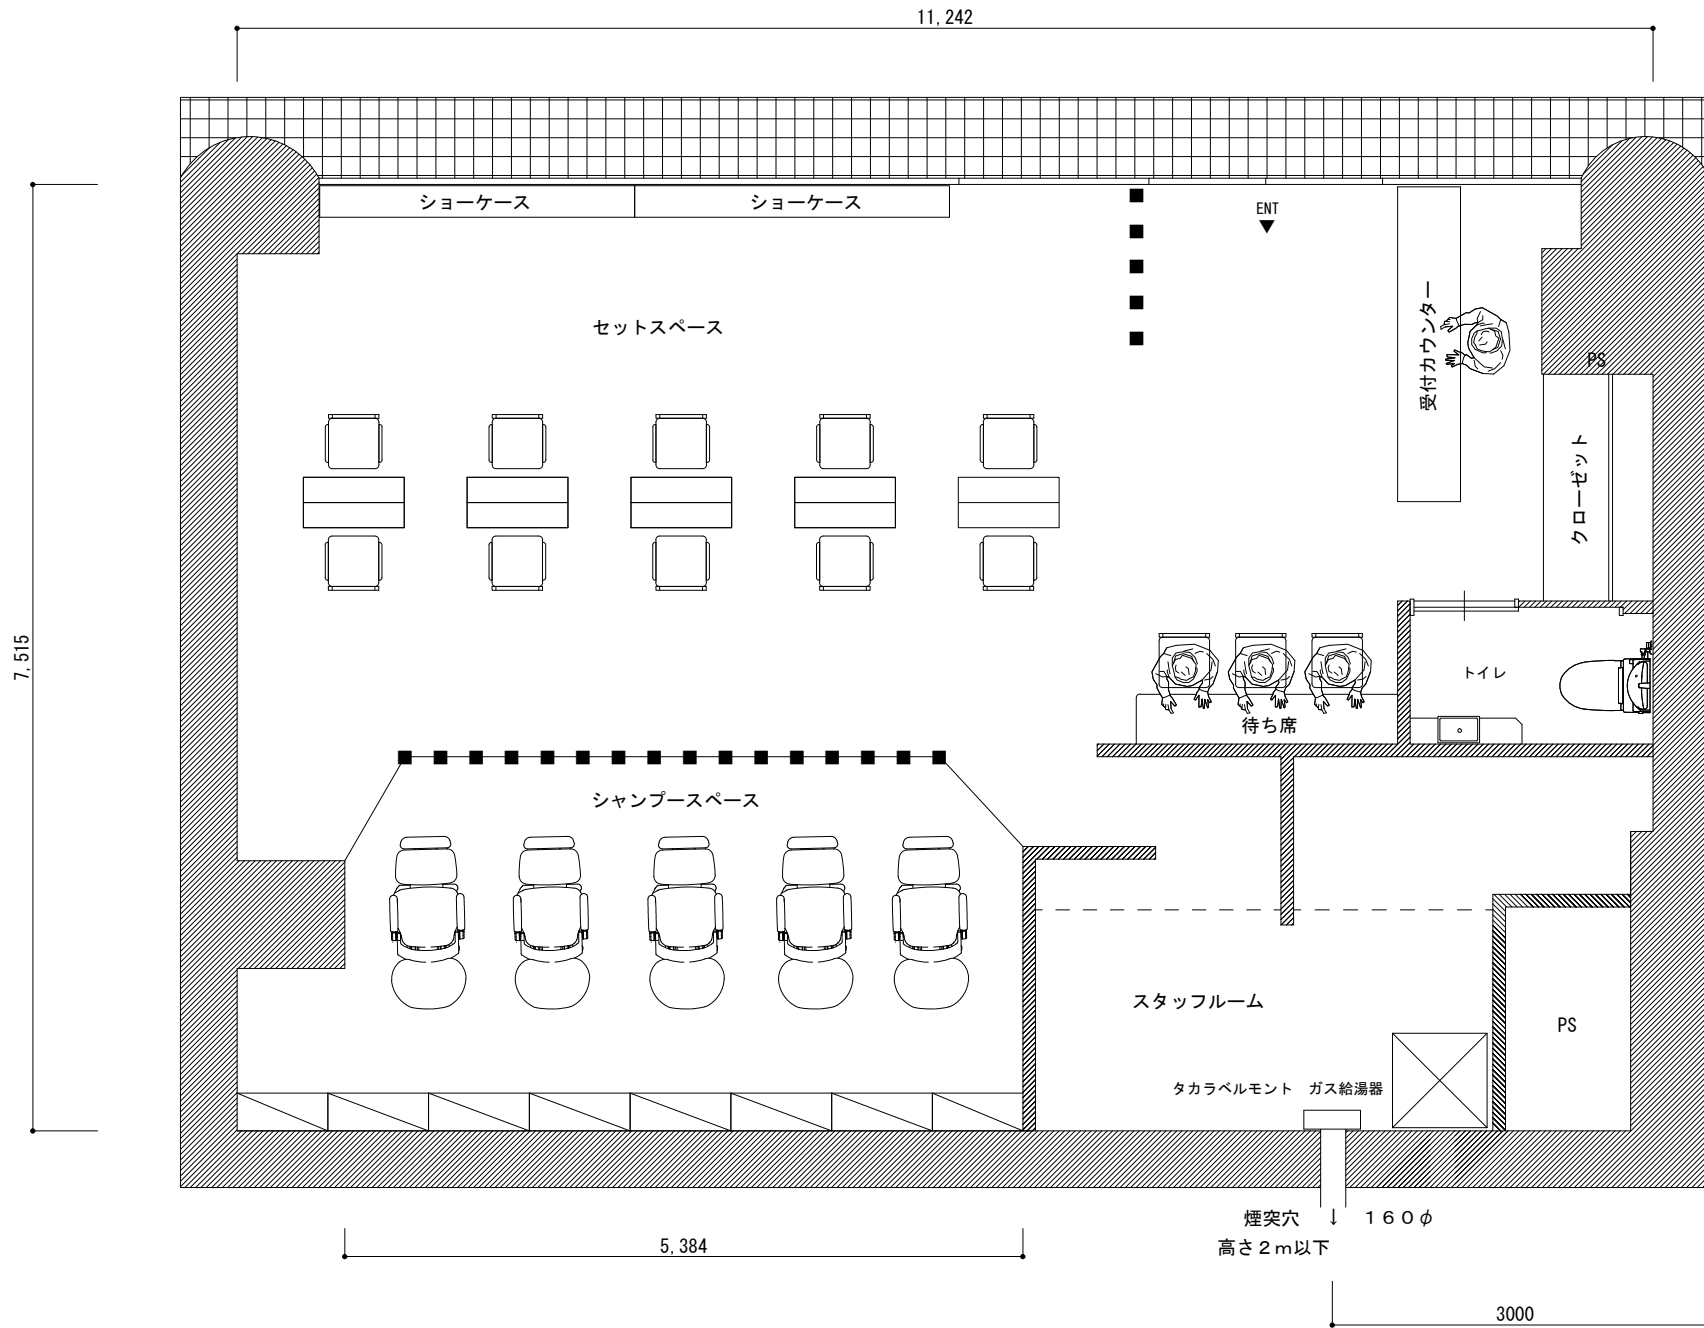 11,242
ショーケース
ショーケース
ENT
セットスペース
受付カウンター
PS
クローゼット
7,515
トイレ
待ち席
シャンプースペース
スタッフルーム
PS
タカラベルモント ガス給湯器
煙突穴 ↓ １６０φ
高さ２ｍ以下
5,384
3000